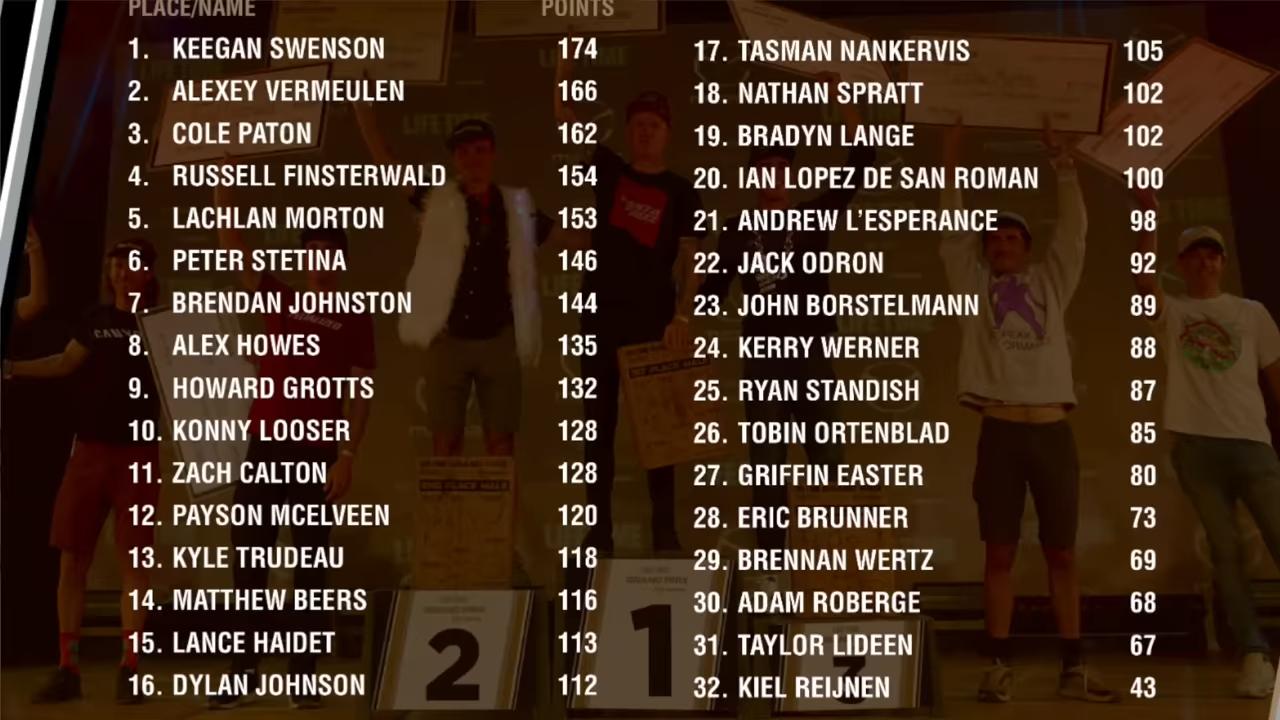 PLACE/NAME POINTS
1. KEEGAN SWENSON 174
2. ALEXEY VERMEULEN 166
3. COLE PATON 162
4. RUSSELL FINSTERWALD 154
5. LACHLAN MORTON 153
6. PETER STETINA 146
7. BRENDAN JOHNSTON 144
8. ALEX HOWES 135
9. HOWARD GROTTS 132
10. KONNY LOOSER 128
11. ZACH CALTON 128
12. PAYSON MCELVEEN 120
13. KYLE TRUDEAU 118
14. MATTHEW BEERS 116
15. LANCE HAIDET 113
16. DYLAN JOHNSON 112
17. TASMAN NANKERVIS 105
18. NATHAN SPRATT 102
19. BRADYN LANGE 102
20. IAN LOPEZ DE SAN ROMAN 100
21. ANDREW L’ESPERANCE 98
22. JACK ODRON 92
23. JOHN BORSTELMANN 89
24. KERRY WERNER 88
25. RYAN STANDISH 87
26. TOBIN ORTENBLAD 85
27. GRIFFIN EASTER 80
28. ERIC BRUNNER 73
29. BRENNAN WERTZ 69
30. ADAM ROBERGE 68
31. TAYLOR LIDEEN 67
32. KIEL REIJNEN 43
2
GRAND PRIX
1
3